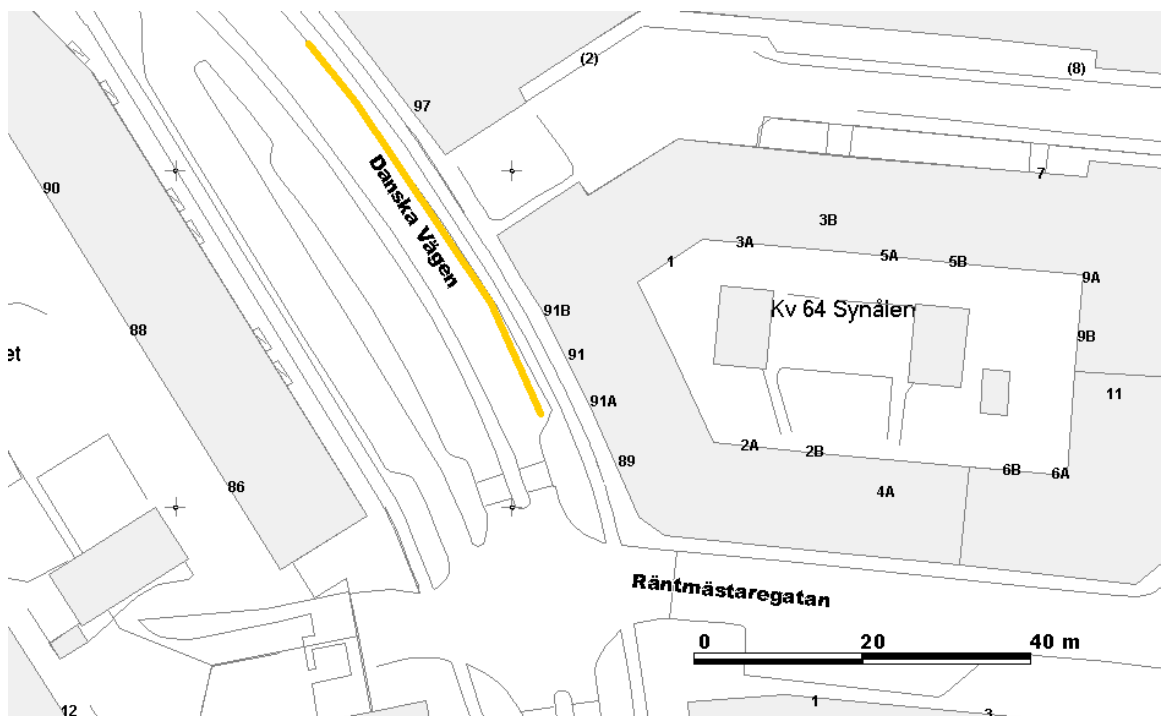 (2)
(8)
97
7
90
Danska Vägen
3B
3A
5A
5B
1
9A
91B
Kv 64 Synålen
88
9B
et
91
91A
11
2A
2B
89
6B
6A
86
4A
Räntmästaregatan
0 20 40 m
1
12
3